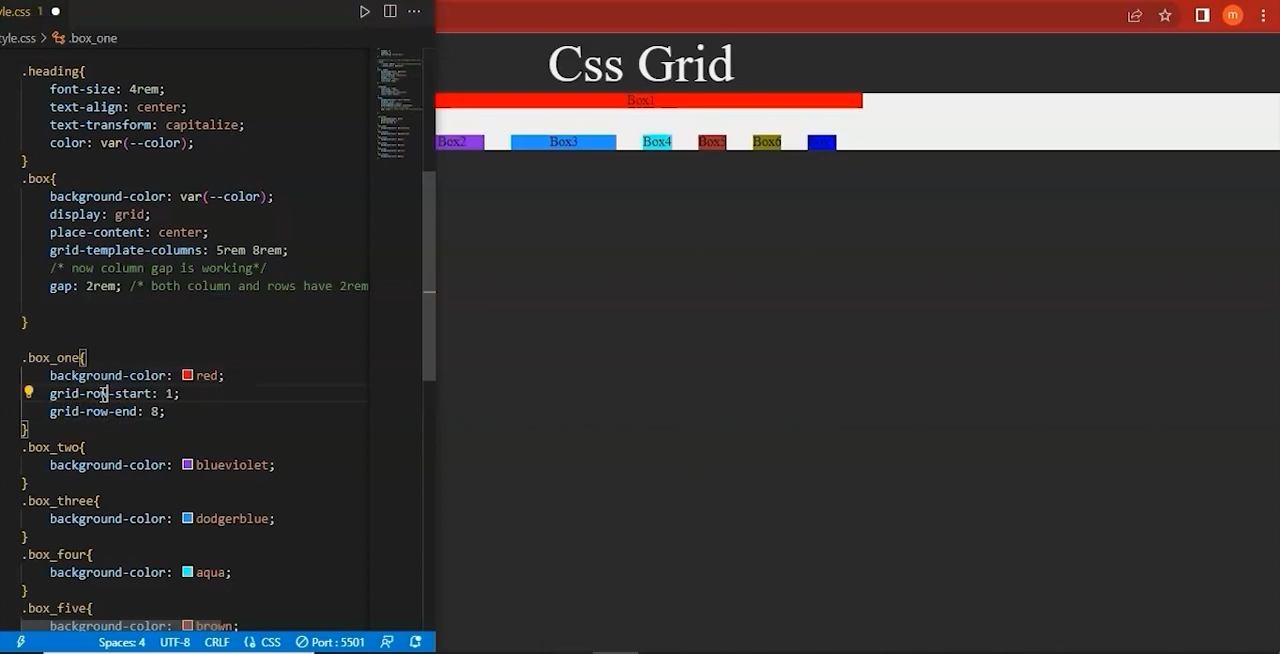 tyle.css 1
tyle.css > .box_one
.heading{
font-size: 4rem;
text-align: center;
text-transform: capitalize;
color: var(--color);
}
.box{
background-color: var(--color);
display: grid;
place-content: center;
grid-template-columns: 5rem 8rem;
/* now column gap is working*/
gap: 2rem; /* both column and rows have 2rem
}
.box_one{
background-color: red;
grid-row-start: 1;
grid-row-end: 8;
}
.box_two{
background-color: blueviolet;
}
.box_three{
background-color: dodgerblue;
}
.box_four{
background-color: aqua;
}
.box_five{
background-color: brown;
Spaces: 4 UTF-8 CRLF CSS Port : 5501
m
Css Grid
Box1
Box2 Box3 Box4 Box5 Box6